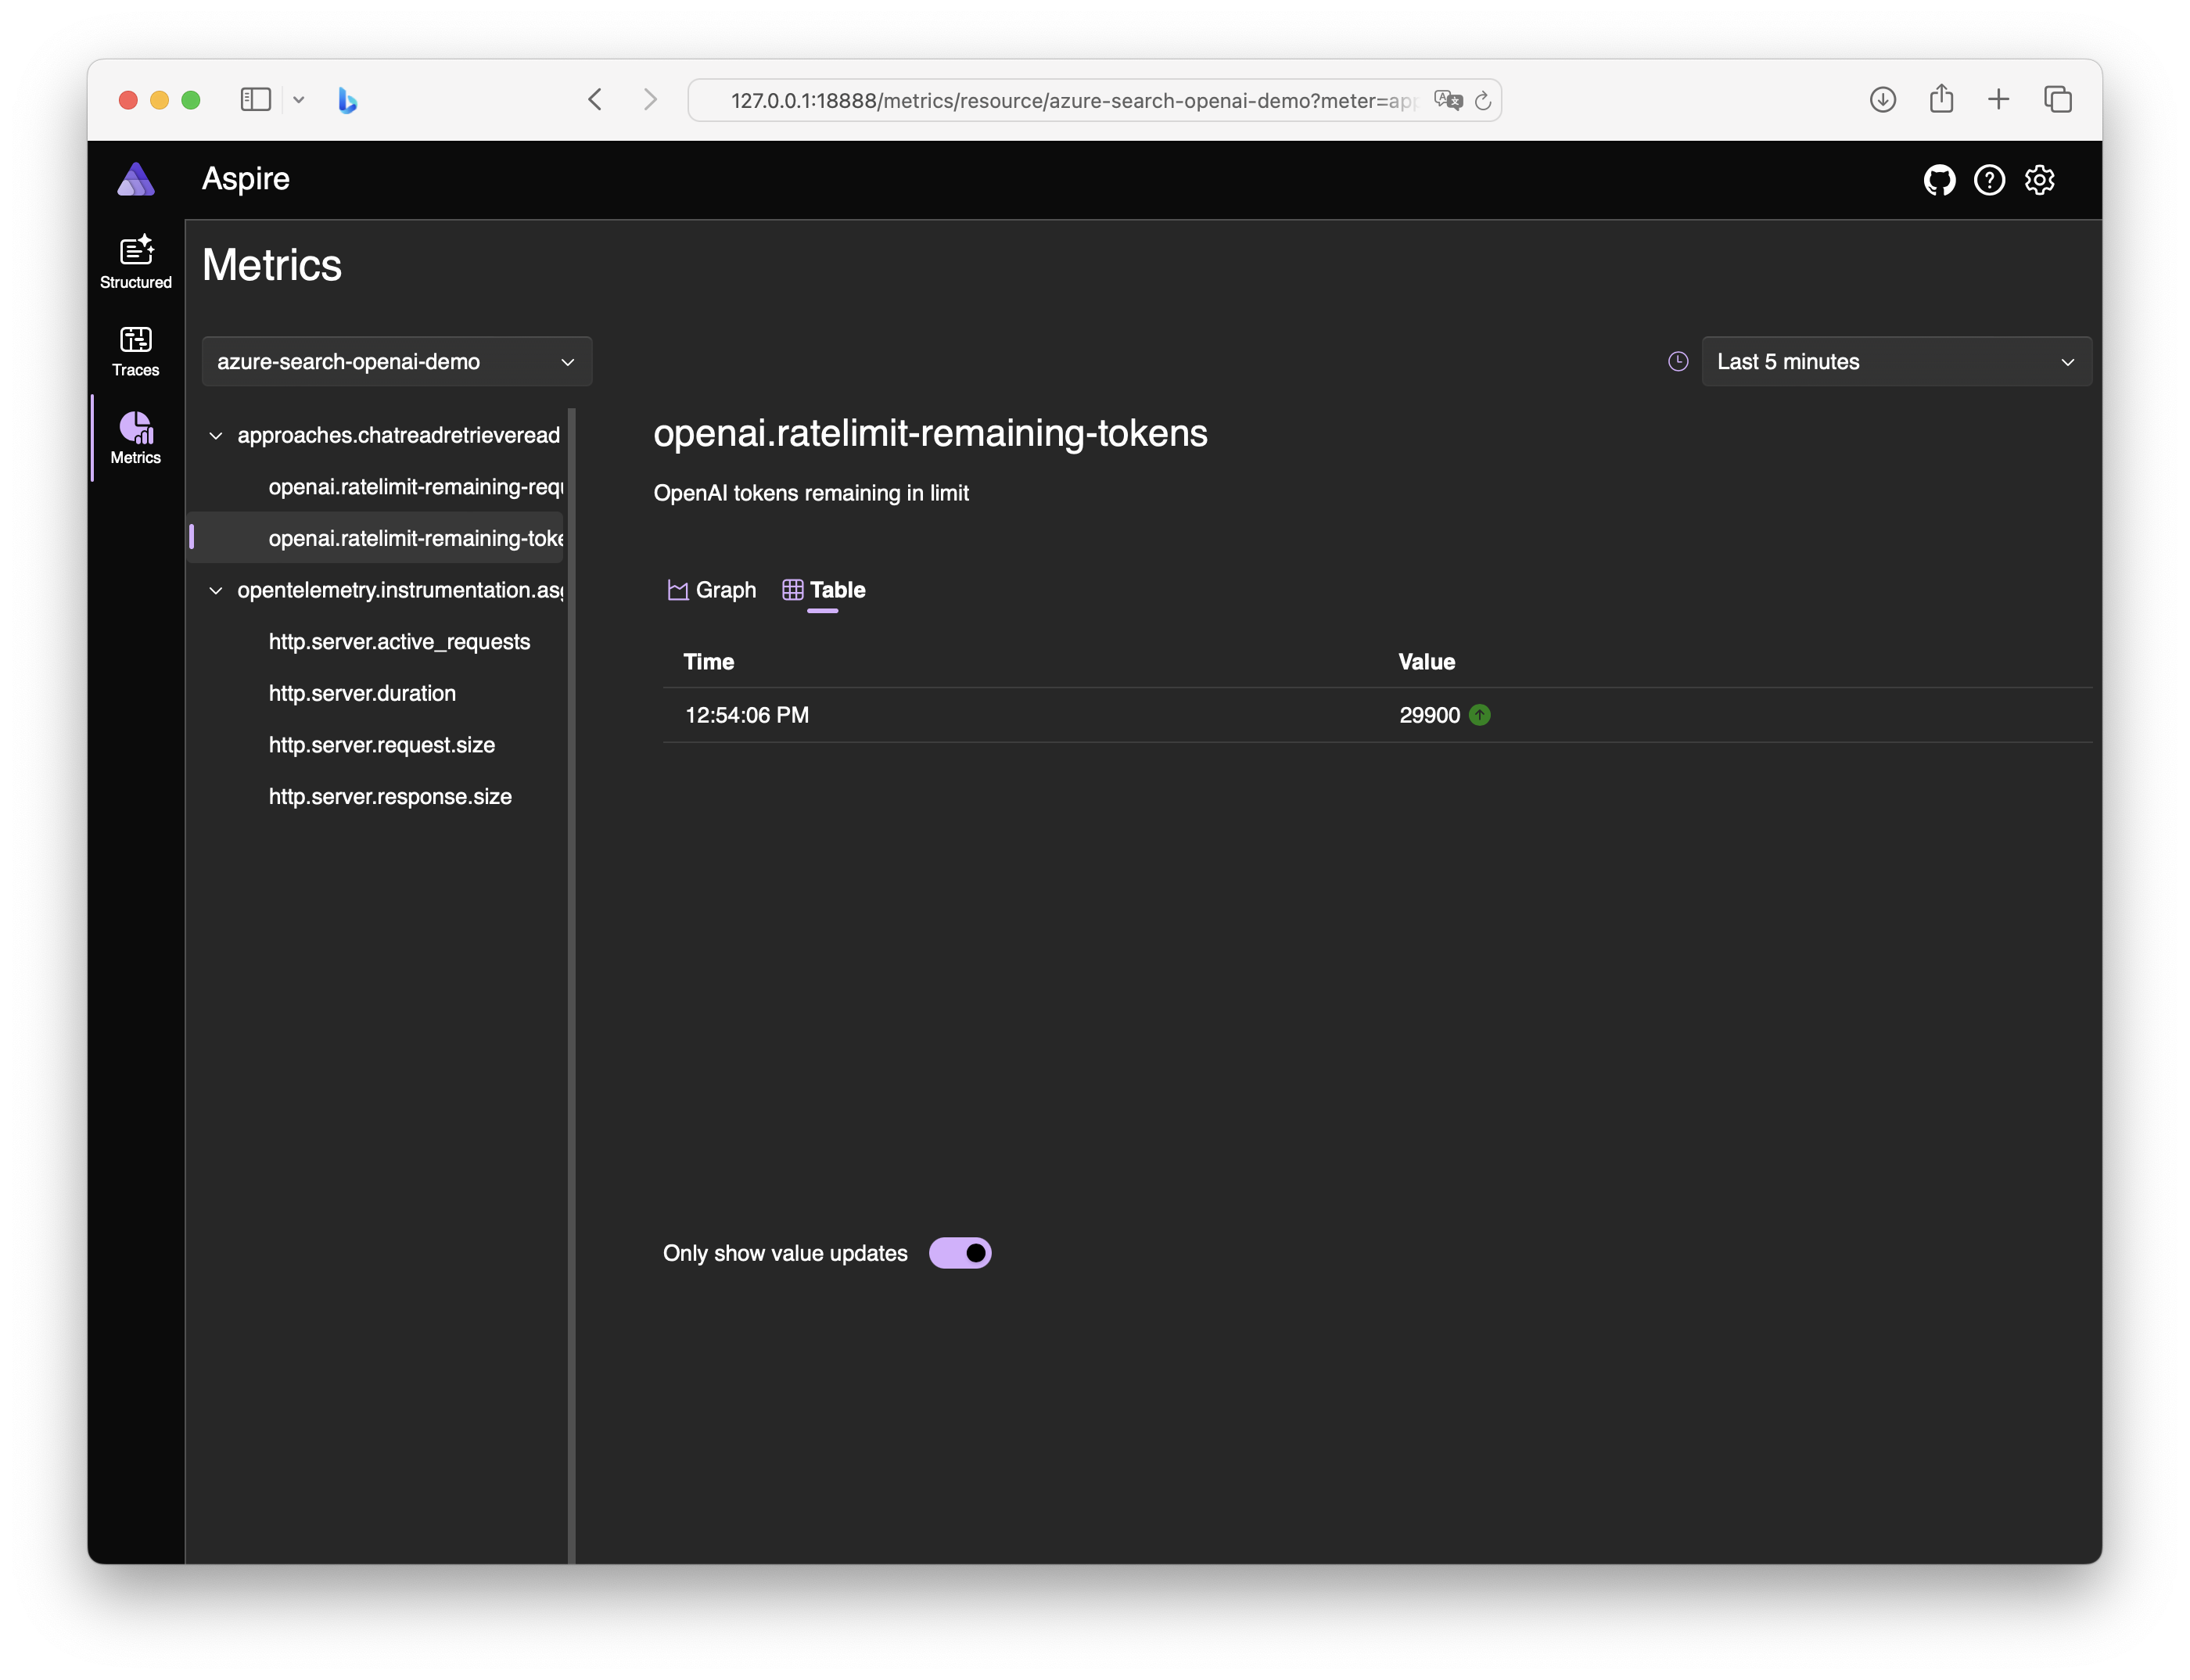 127.0.0.1:18888/metrics/resource/azure-search-openai-demo?meter=app
Aspire
Structured
Traces
Metrics
Metrics
azure-search-openai-demo
Last 5 minutes
approaches.chatreadretrieveread
openai.ratelimit-remaining-requ
openai.ratelimit-remaining-toke
opentelemetry.instrumentation.asg
http.server.active_requests
http.server.duration
http.server.request.size
http.server.response.size
openai.ratelimit-remaining-tokens
OpenAI tokens remaining in limit
Graph Table
Time Value
12:54:06 PM 29900
Only show value updates